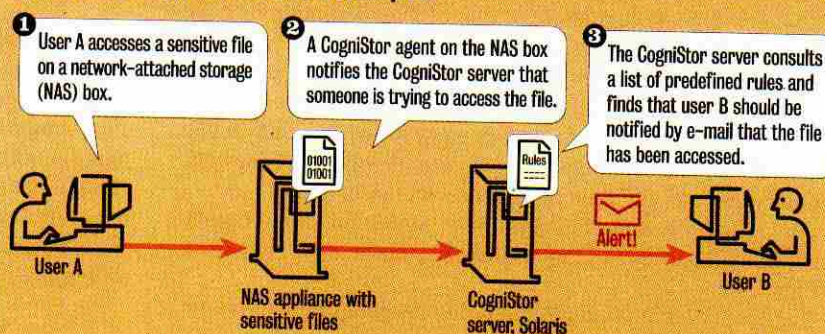 1
User A accesses a sensitive file
on a network-attached storage
(NAS) box.
2
A CogniStor agent on the NAS box
notifies the CogniStor server that
someone is trying to access the file.
3
The CogniStor server consults
a list of predefined rules and
finds that user B should be
notified by e-mail that the file
has been accessed.
01001
01001
Rules
Alert!
User A
NAS appliance with
sensitive files
CogniStor
server, Solaris
User B